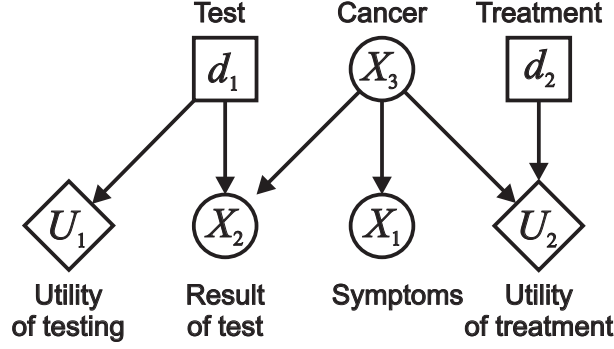 Test Cancer Treatment
d₁ X₃ d₂
U₁ X₂ X₁ U₂
Utility of testing
Result of test
Symptoms
Utility of treatment